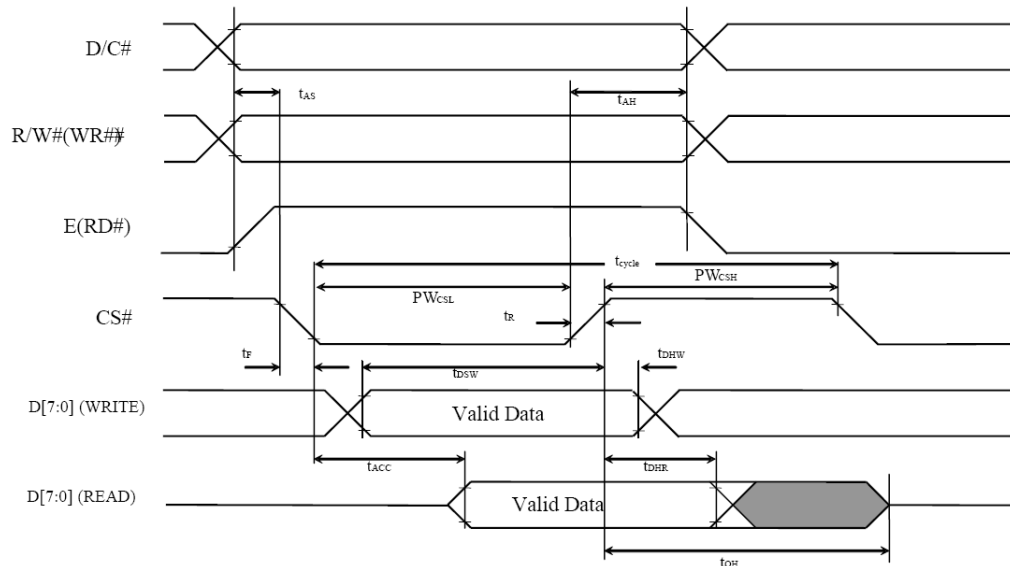 D/C#
tAS
tAH
R/W#(WR##)
E(RD#)
tcycle
PWCSL
PWCSH
CS#
tR
tF
tDSW
tDHW
D[7:0] (WRITE)
Valid Data
tACC
tDHR
D[7:0] (READ)
Valid Data
tOH